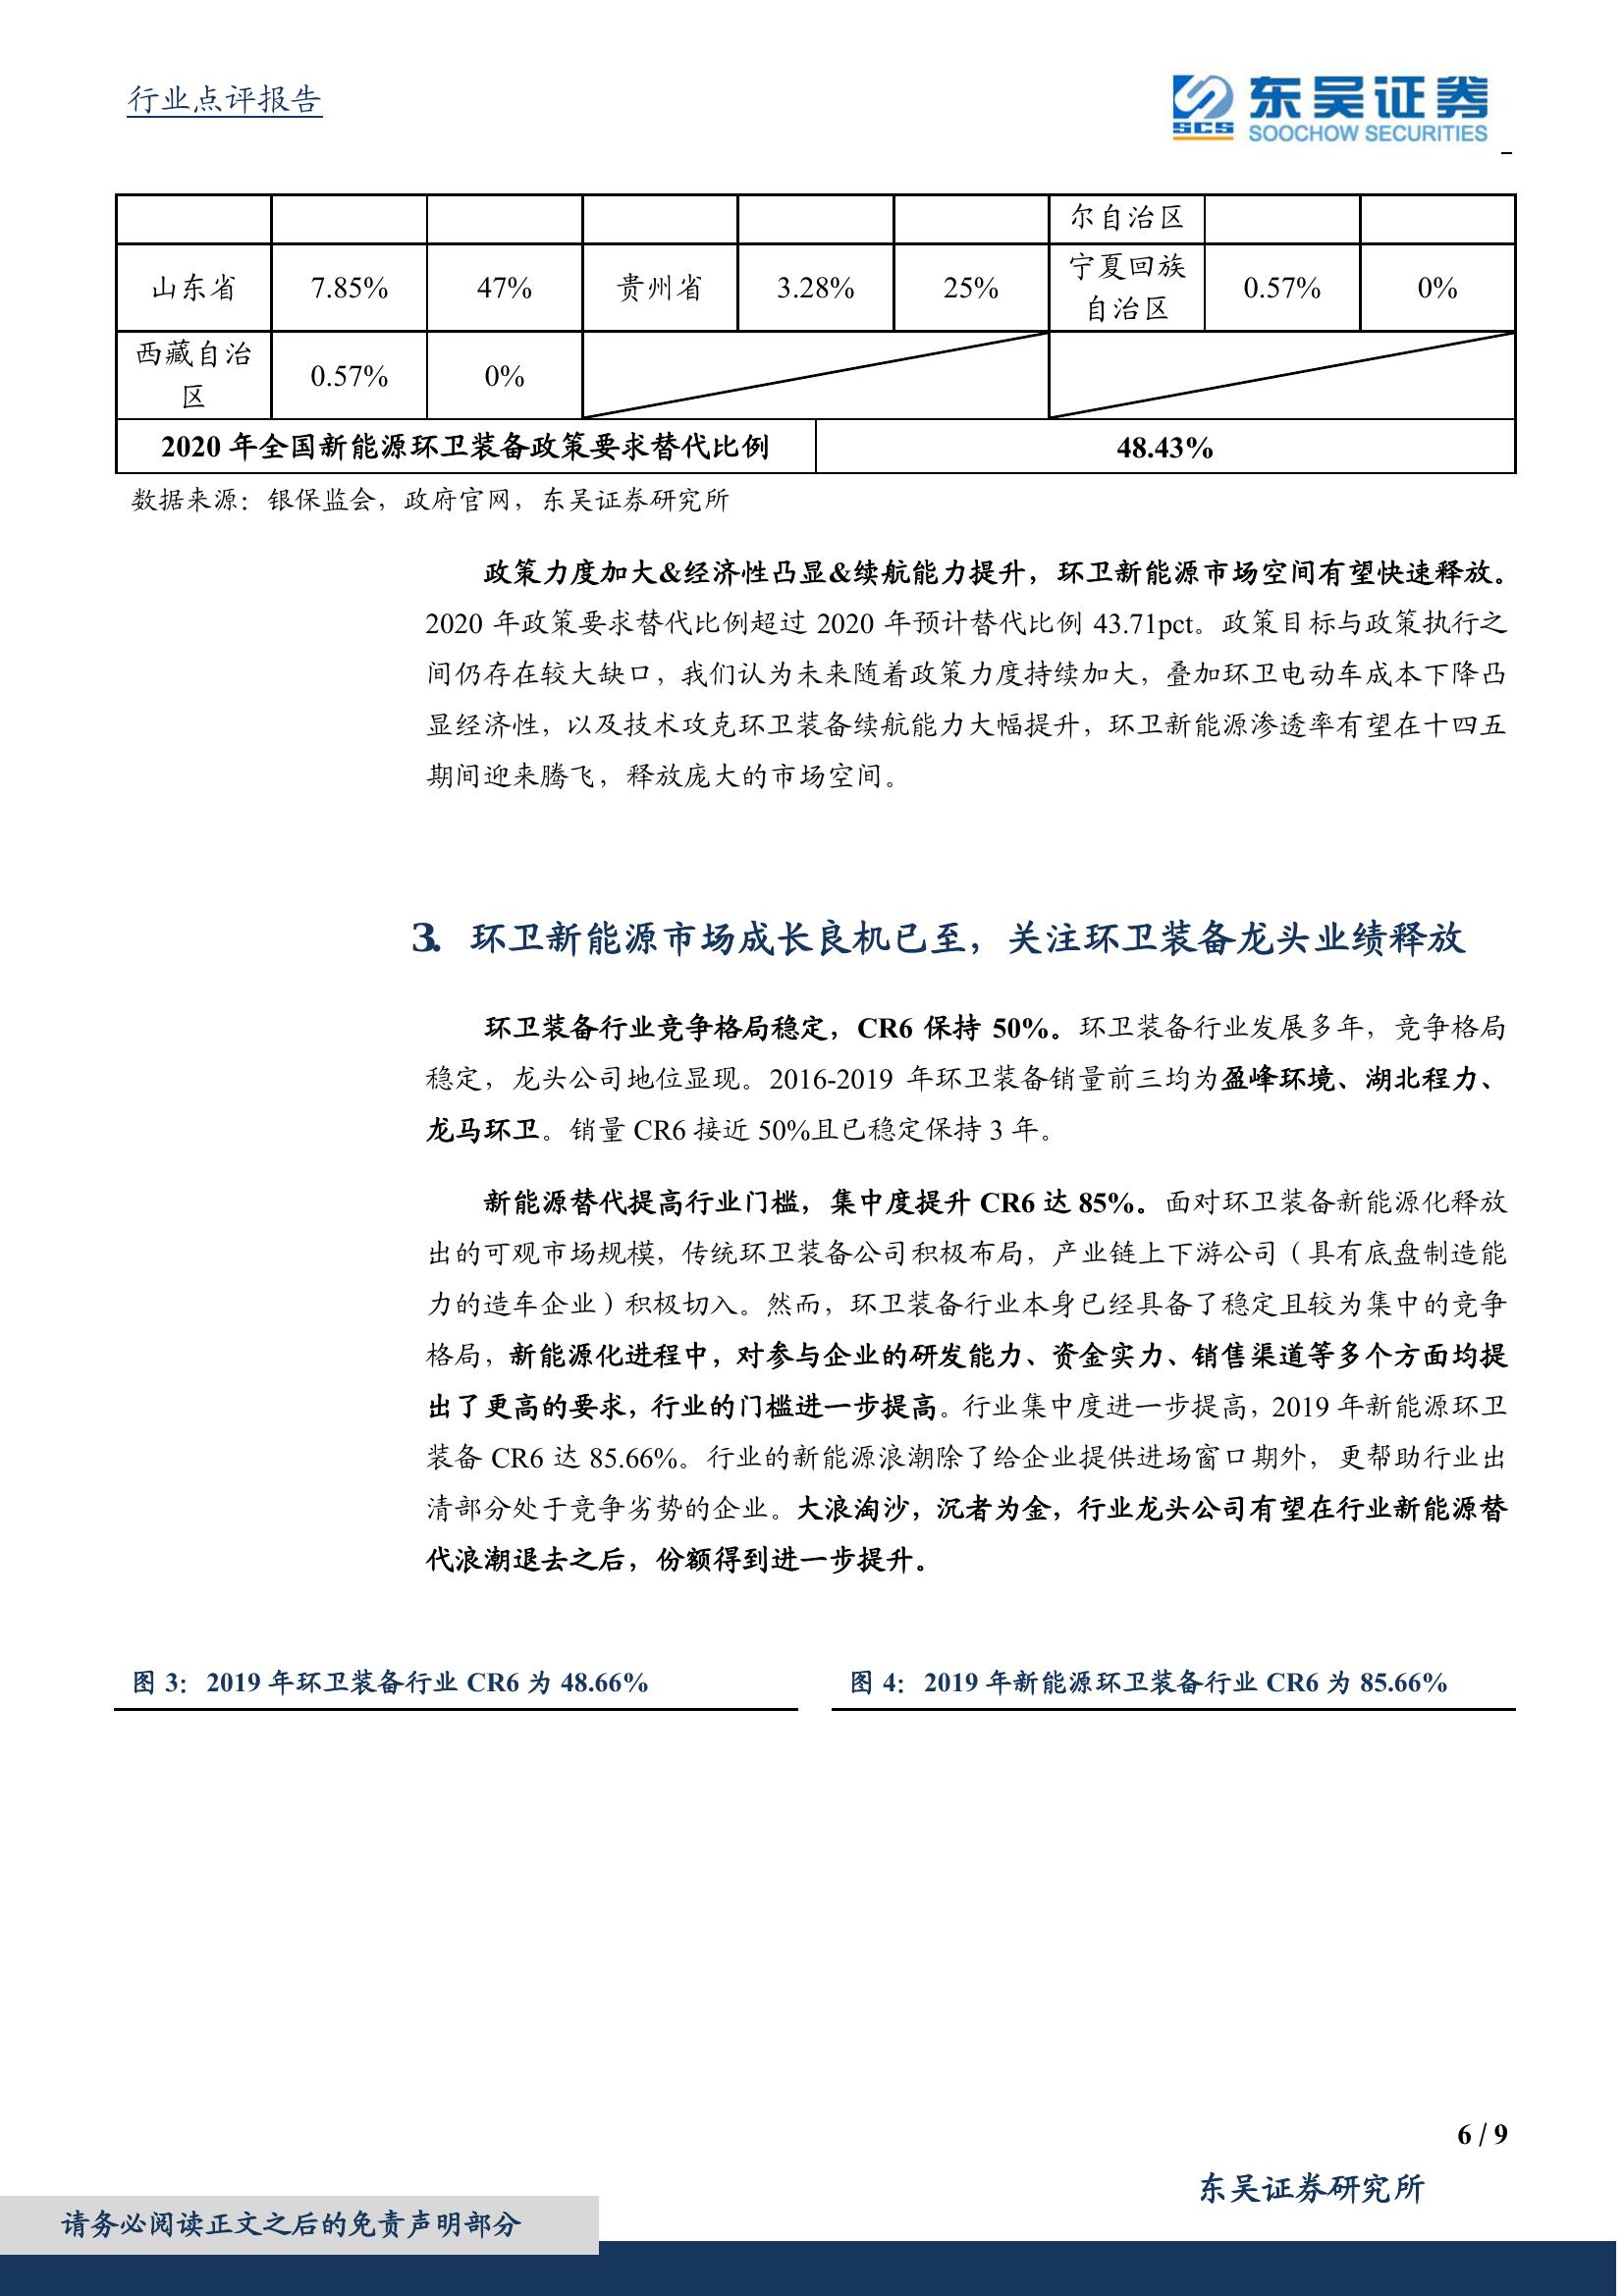 行业点评报告
SCS
东吴证券
SOOCHOW SECURITIES
尔自治区
山东省 7.85% 47% 贵州省 3.28% 25% 宁夏回族
自治区 0.57% 0%
西藏自治
区 0.57% 0%
2020 年全国新能源环卫装备政策要求替代比例 48.43%
数据来源：银保监会，政府官网，东吴证券研究所
政策力度加大&经济性凸显&续航能力提升，环卫新能源市场空间有望快速释放。
2020 年政策要求替代比例超过 2020 年预计替代比例 43.71pct。政策目标与政策执行之
间仍存在较大缺口，我们认为未来随着政策力度持续加大，叠加环卫电动车成本下降凸
显经济性，以及技术攻克环卫装备续航能力大幅提升，环卫新能源渗透率有望在十四五
期间迎来腾飞，释放庞大的市场空间。
3. 环卫新能源市场成长良机已至，关注环卫装备龙头业绩释放
环卫装备行业竞争格局稳定，CR6 保持 50%。环卫装备行业发展多年，竞争格局
稳定，龙头公司地位显现。2016-2019 年环卫装备销量前三均为盈峰环境、湖北程力、
龙马环卫。销量 CR6 接近 50%且已稳定保持 3 年。
新能源替代提高行业门槛，集中度提升 CR6 达 85%。面对环卫装备新能源化释放
出的可观市场规模，传统环卫装备公司积极布局，产业链上下游公司（具有底盘制造能
力的造车企业）积极切入。然而，环卫装备行业本身已经具备了稳定且较为集中的竞争
格局，新能源化进程中，对参与企业的研发能力、资金实力、销售渠道等多个方面均提
出了更高的要求，行业的门槛进一步提高。行业集中度进一步提高，2019 年新能源环卫
装备 CR6 达 85.66%。行业的新能源浪潮除了给企业提供进场窗口期外，更帮助行业出
清部分处于竞争劣势的企业。大浪淘沙，沉者为金，行业龙头公司有望在行业新能源替
代浪潮退去之后，份额得到进一步提升。
图 3：2019 年环卫装备行业 CR6 为 48.66%
图 4：2019 年新能源环卫装备行业 CR6 为 85.66%
6 / 9
东吴证券研究所
请务必阅读正文之后的免责声明部分